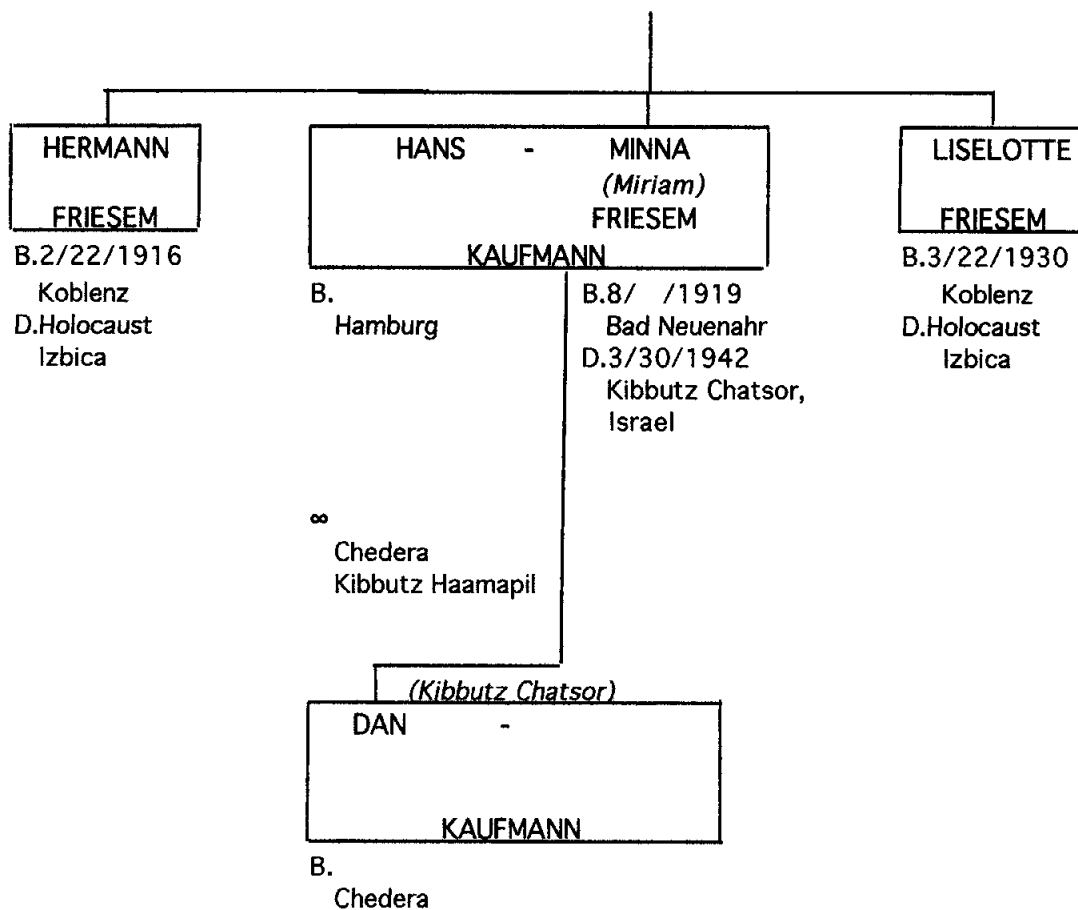 HERMANN
FRIESEM
B.2/22/1916
Koblenz
D.Holocaust
Izbica
HANS - MINNA
(Miriam)
FRIESEM
KAUFMANN
B.
Hamburg
B.8/ /1919
Bad Neuenahr
D.3/30/1942
Kibbutz Chatsor,
Israel
LISELOTTE
FRIESEM
B.3/22/1930
Koblenz
D.Holocaust
Izbica
∞
Chedera
Kibbutz Haamapil
(Kibbutz Chatsor)
DAN -
KAUFMANN
B.
Chedera